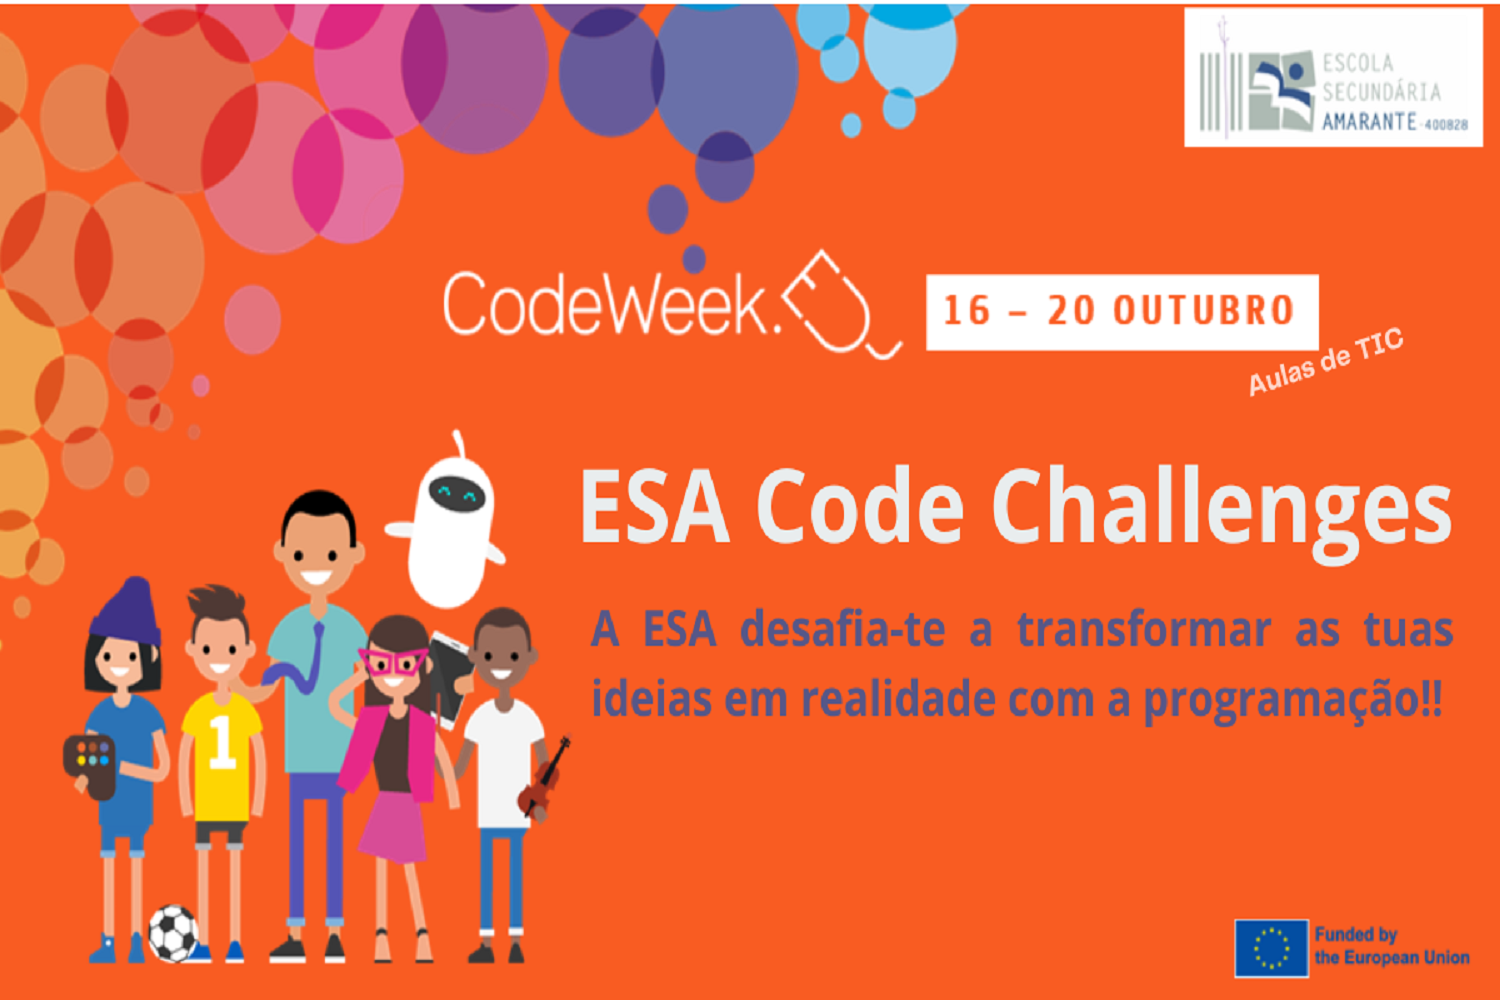 ESCOLA
SECUNDÁRIA
AMARANTE - 400828
CodeWeek.EU
16 – 20 OUTUBRO
Aulas de TIC
ESA Code Challenges
A ESA desafia-te a transformar as tuas
ideias em realidade com a programação!!
1
Funded by
the European Union